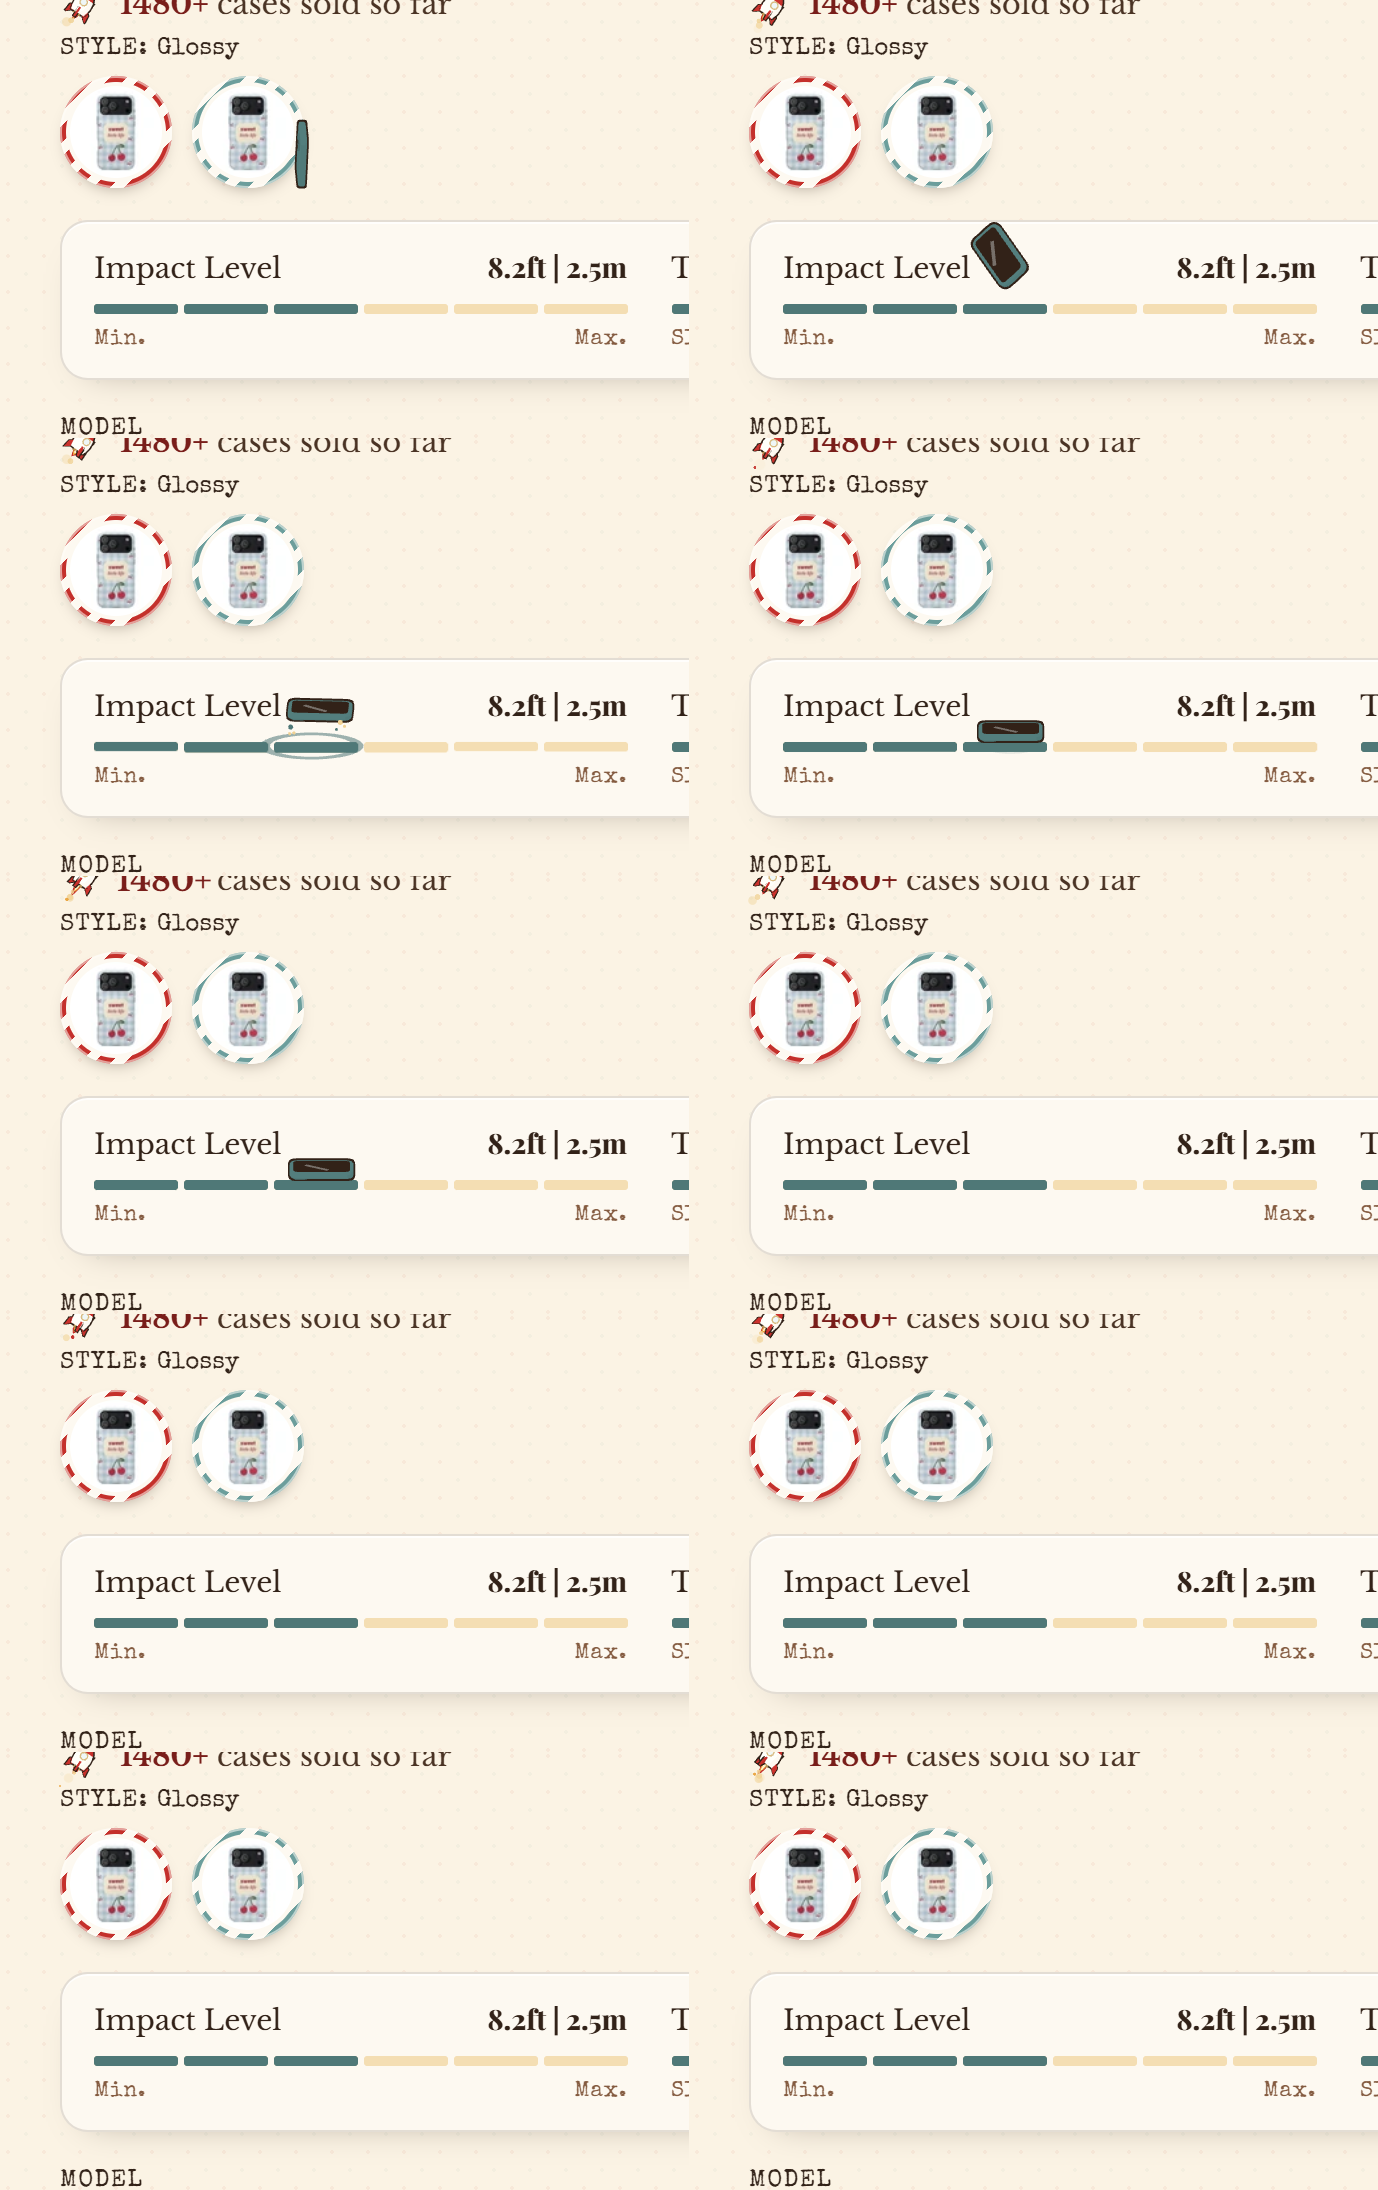 1480+ cases sold so far
STYLE: Glossy
Impact Level 8.2ft | 2.5m
Min. Max.
MODEL
1480+ cases sold so far
STYLE: Glossy
Impact Level 8.2ft | 2.5m
Min. Max.
MODEL
1480+ cases sold so far
STYLE: Glossy
Impact Level 8.2ft | 2.5m
Min. Max.
MODEL
1480+ cases sold so far
STYLE: Glossy
Impact Level 8.2ft | 2.5m
Min. Max.
MODEL
1480+ cases sold so far
STYLE: Glossy
Impact Level 8.2ft | 2.5m
Min. Max.
MODEL
1480+ cases sold so far
STYLE: Glossy
Impact Level 8.2ft | 2.5m
Min. Max.
MODEL
1480+ cases sold so far
STYLE: Glossy
Impact Level 8.2ft | 2.5m
Min. Max.
MODEL
1480+ cases sold so far
STYLE: Glossy
Impact Level 8.2ft | 2.5m
Min. Max.
MODEL
1480+ cases sold so far
STYLE: Glossy
Impact Level 8.2ft | 2.5m
Min. Max.
MODEL
1480+ cases sold so far
STYLE: Glossy
Impact Level 8.2ft | 2.5m
Min. Max.
MODEL